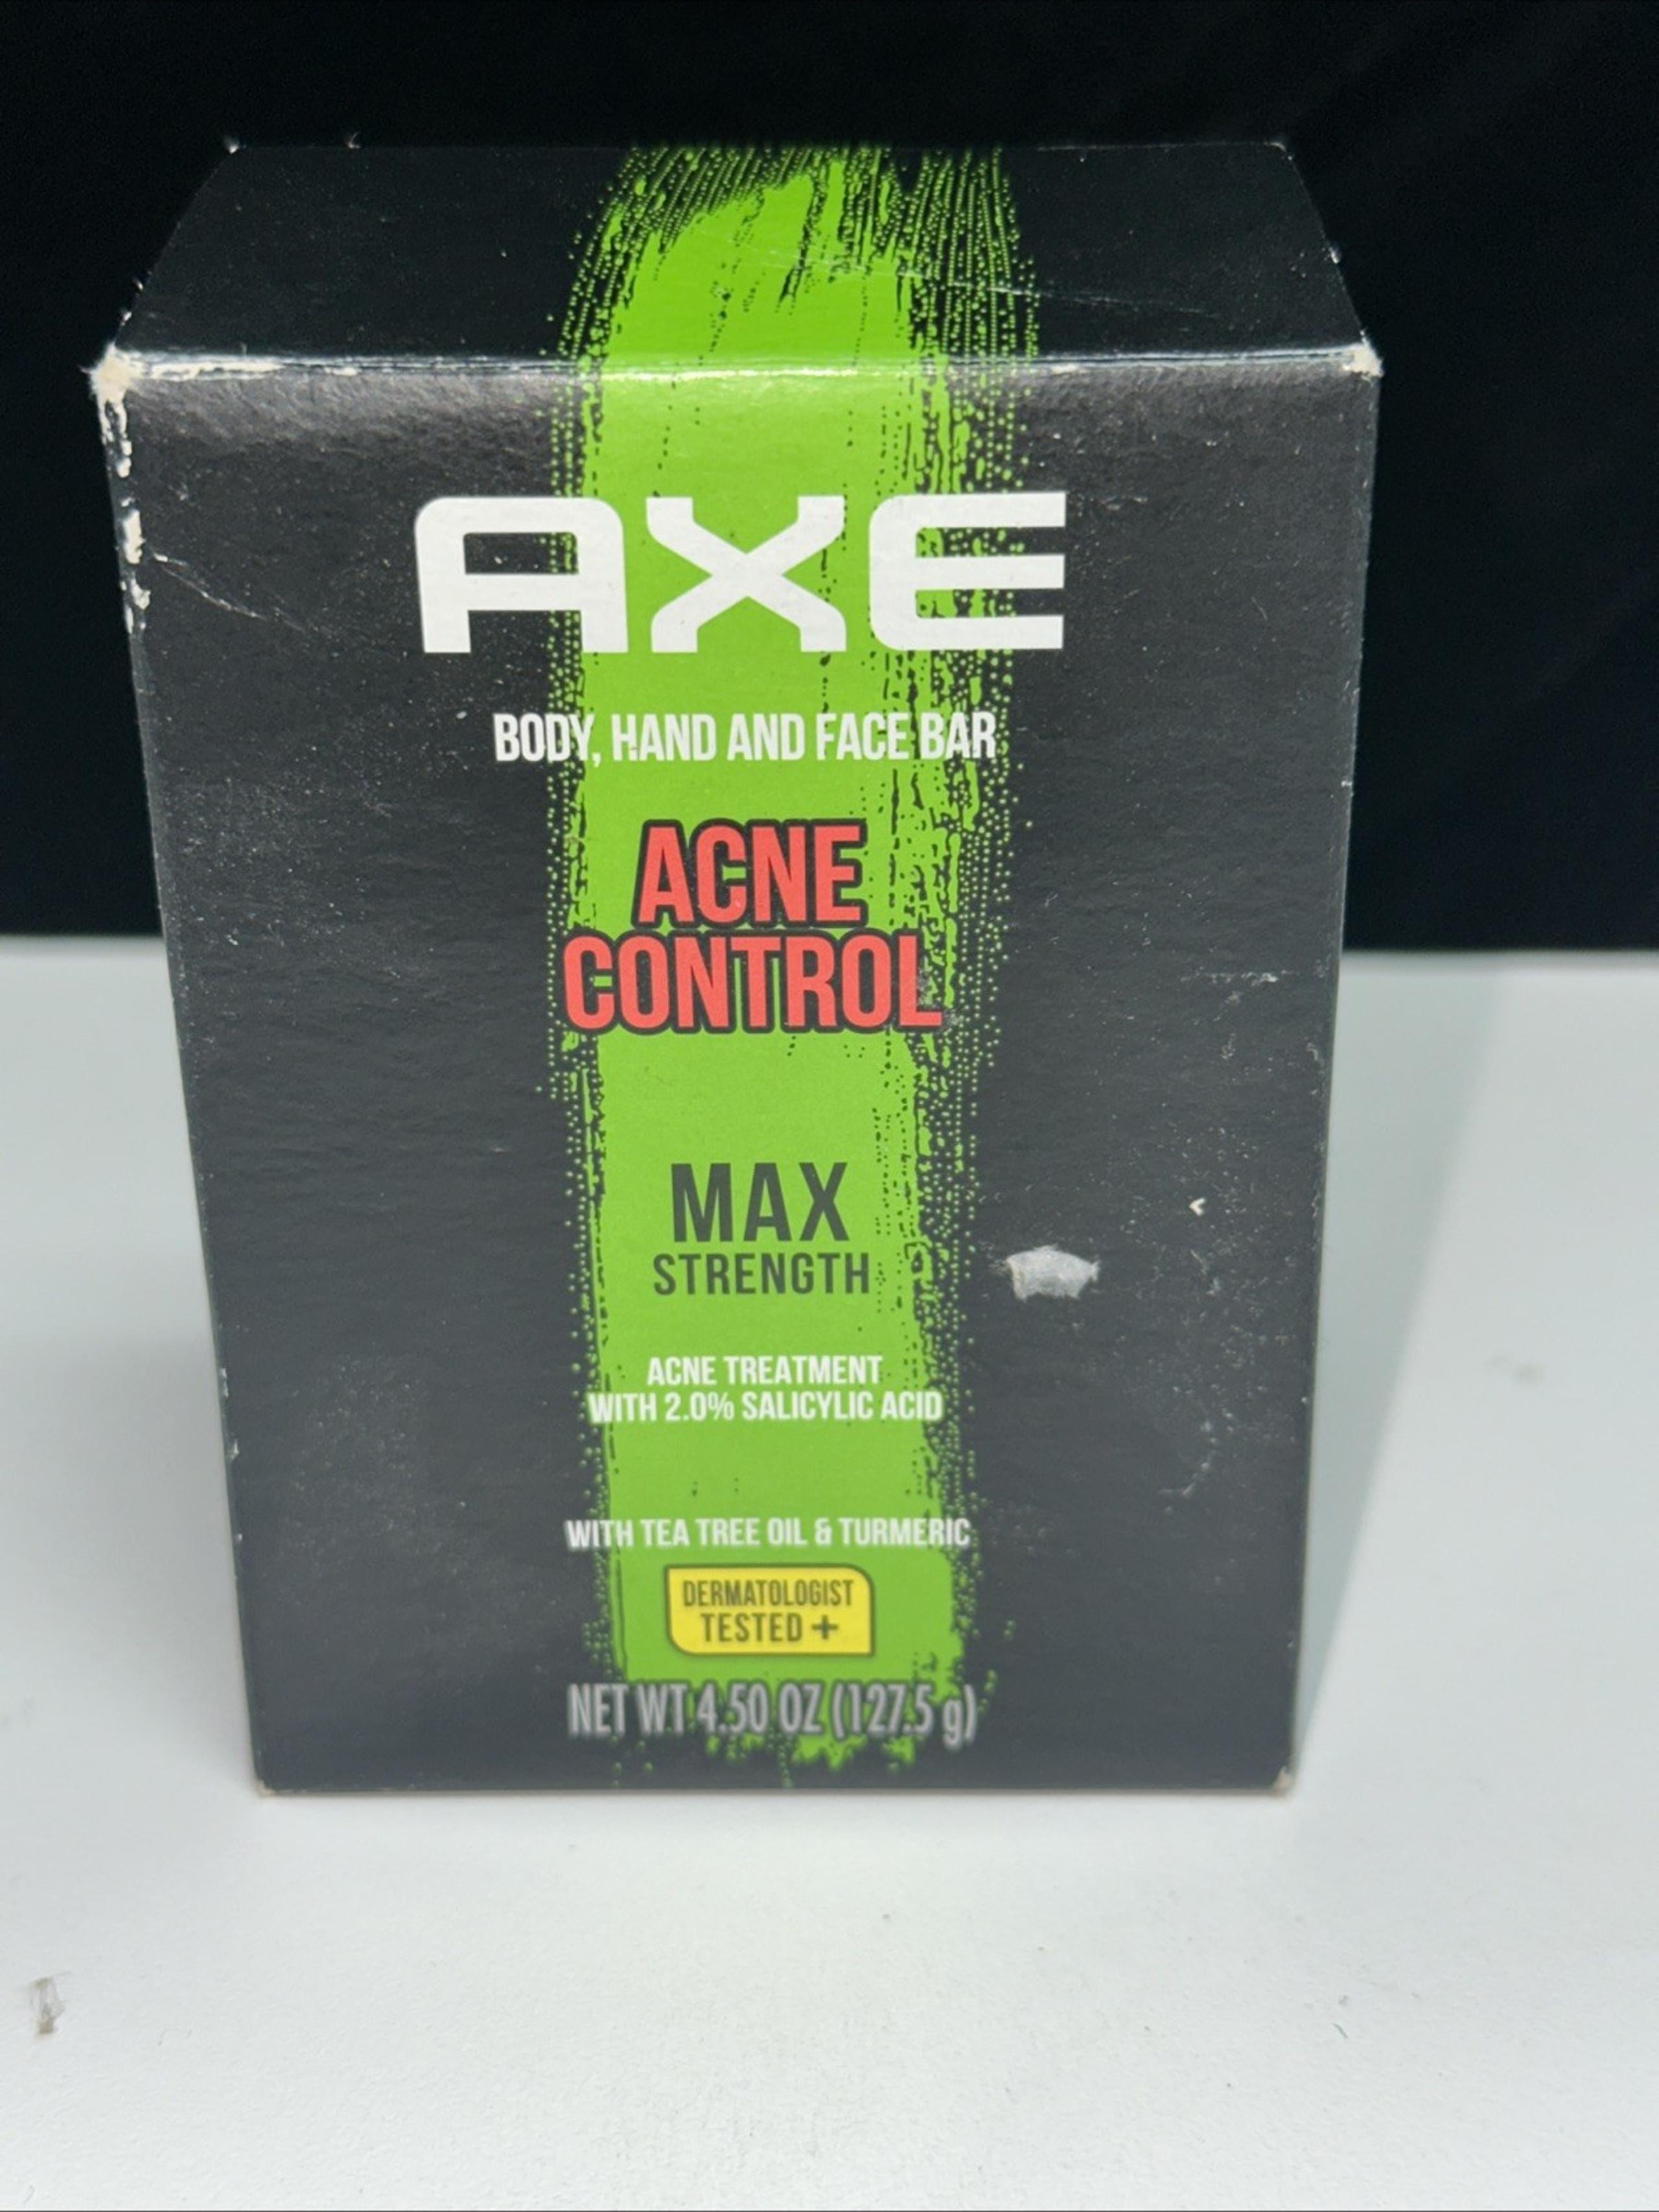 AXE
BODY, HAND AND FACE BAR
ACNE
CONTROL
MAX
STRENGTH
ACNE TREATMENT
WITH 2.0% SALICYLIC ACID
WITH TEA TREE OIL & TURMERIC
DERMATOLOGIST
TESTED +
NET WT 4.50 OZ (127.5 g)